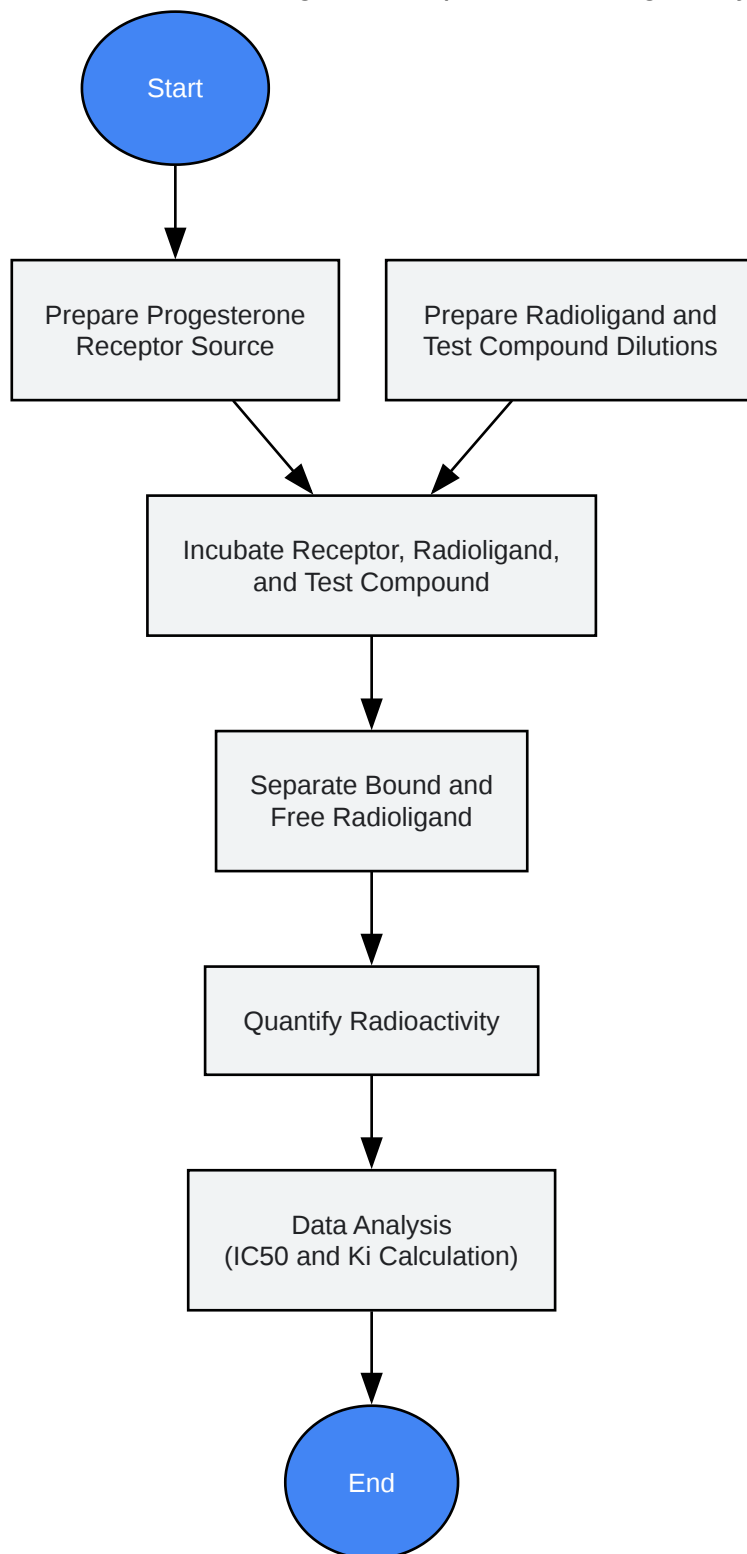 Start
Prepare Progesterone
Receptor Source
Prepare Radioligand and
Test Compound Dilutions
Incubate Receptor, Radioligand,
and Test Compound
Separate Bound and
Free Radioligand
Quantify Radioactivity
Data Analysis
(IC50 and Ki Calculation)
End